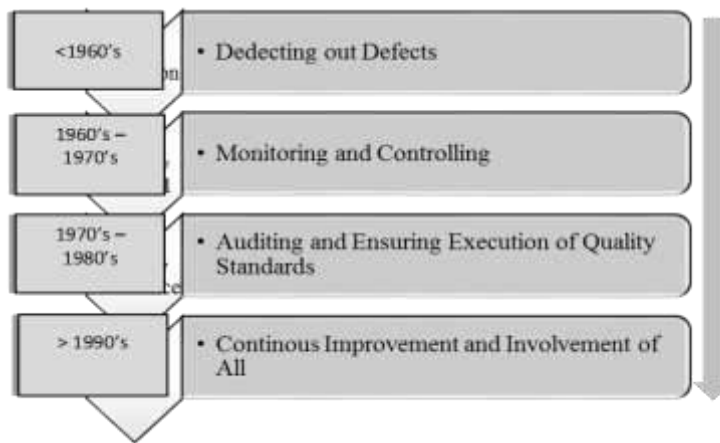 <1960's
• Dedecting out Defects
1960's –
1970's
• Monitoring and Controlling
1970's –
1980's
• Auditing and Ensuring Execution of Quality
Standards
> 1990's
• Continous Improvement and Involvement of
All